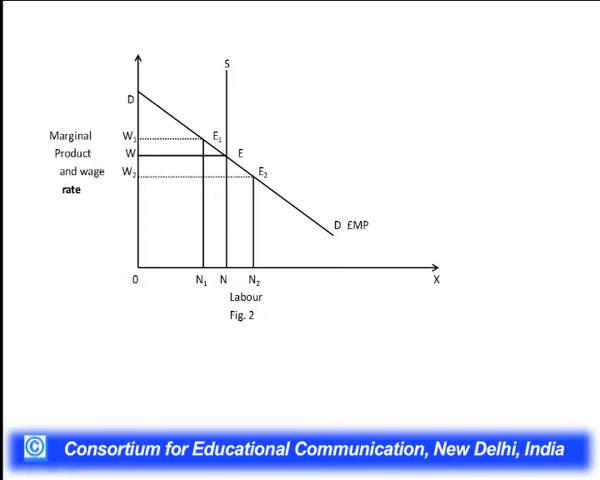 S
D
Marginal W₁ E₁
Product W E
and wage W₂ E₂
rate
D £MP
0 N₁ N N₂ X
Labour
Fig. 2
© Consortium for Educational Communication, New Delhi, India